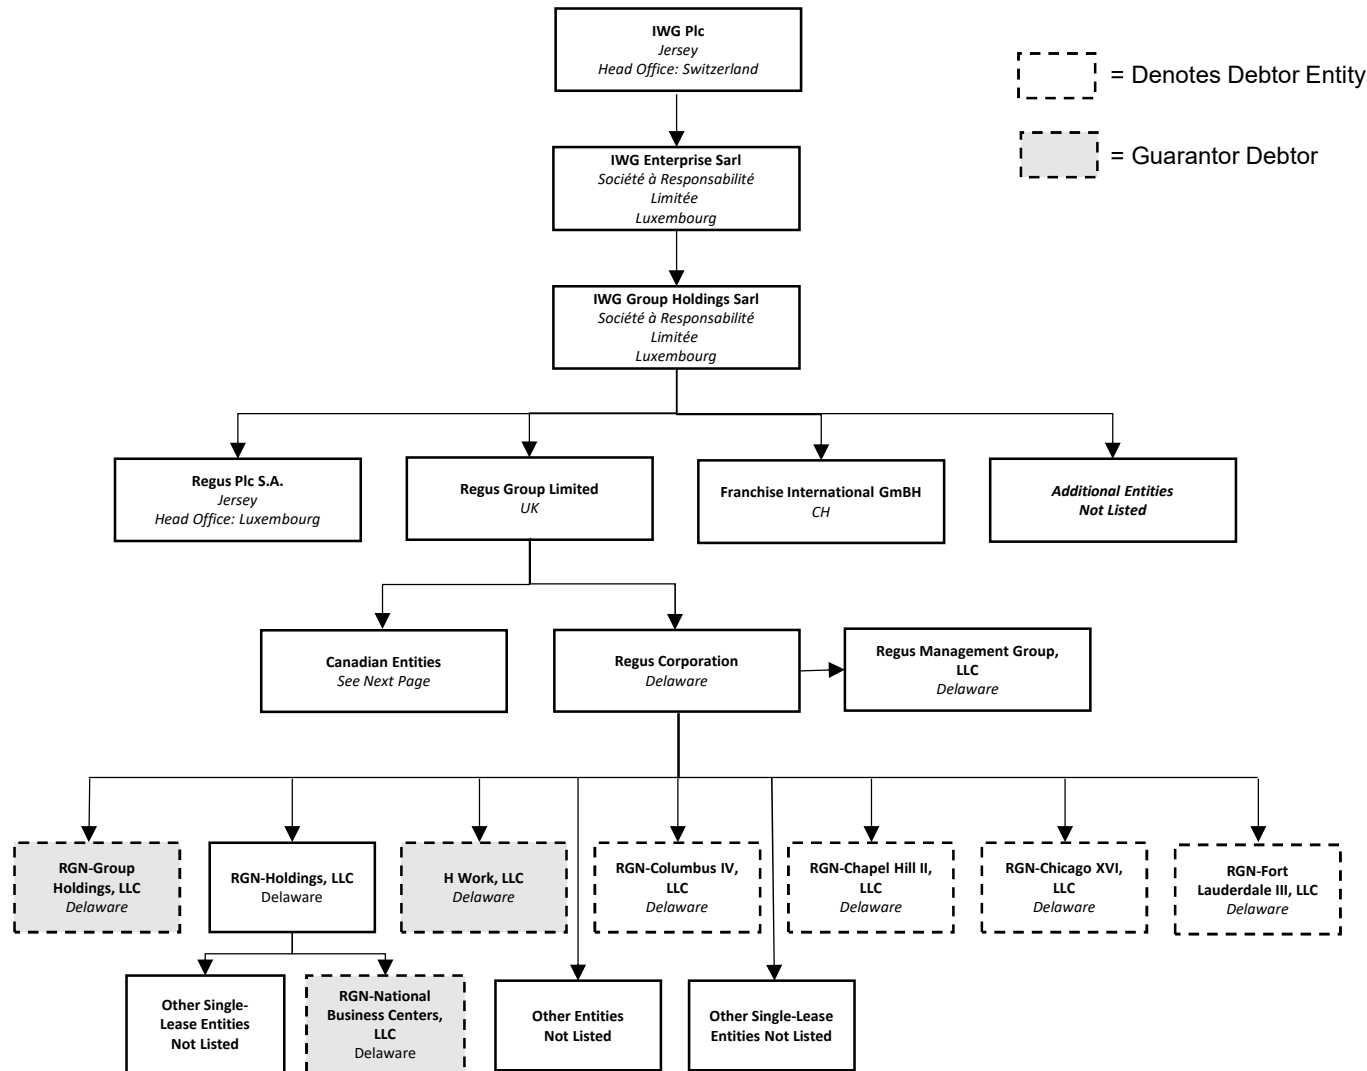 IWG Plc
Jersey
Head Office: Switzerland
= Denotes Debtor Entity
= Guarantor Debtor
IWG Enterprise Sarl
Société à Responsabilité
Limitée
Luxembourg
IWG Group Holdings Sarl
Société à Responsabilité
Limitée
Luxembourg
Regus Plc S.A.
Jersey
Head Office: Luxembourg
Regus Group Limited
UK
Franchise International GmBH
CH
Additional Entities
Not Listed
Canadian Entities
See Next Page
Regus Corporation
Delaware
Regus Management Group,
LLC
Delaware
RGN-Group
Holdings, LLC
Delaware
RGN-Holdings, LLC
Delaware
H Work, LLC
Delaware
RGN-Columbus IV,
LLC
Delaware
RGN-Chapel Hill II,
LLC
Delaware
RGN-Chicago XVI,
LLC
Delaware
RGN-Fort
Lauderdale III, LLC
Delaware
Other Single-
Lease Entities
Not Listed
RGN-National
Business Centers,
LLC
Delaware
Other Entities
Not Listed
Other Single-Lease
Entities Not Listed